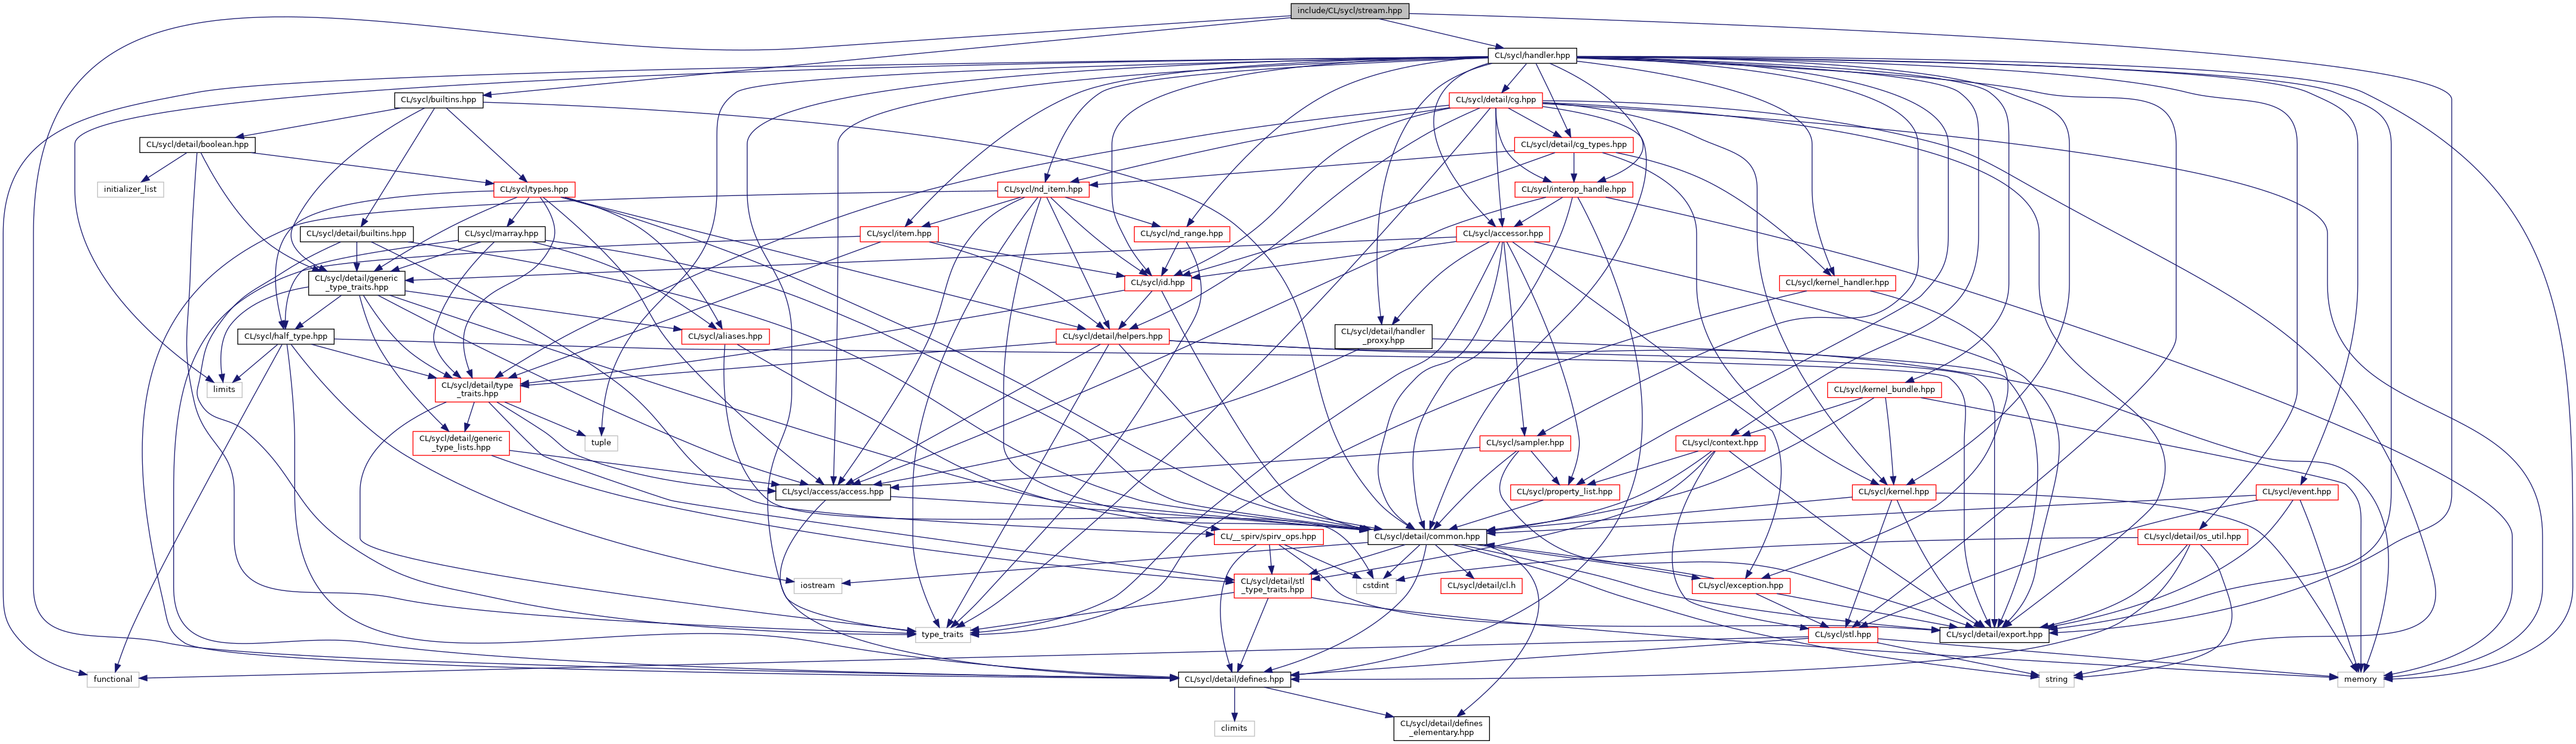 include/CL/sycl/stream.hpp
CL/sycl/handler.hpp
CL/sycl/builtins.hpp
CL/sycl/detail/cg.hpp
CL/sycl/detail/boolean.hpp
CL/sycl/detail/cg_types.hpp
initializer_list
CL/sycl/types.hpp
CL/sycl/nd_item.hpp
CL/sycl/interop_handle.hpp
CL/sycl/detail/builtins.hpp
CL/sycl/marray.hpp
CL/sycl/item.hpp
CL/sycl/nd_range.hpp
CL/sycl/accessor.hpp
CL/sycl/detail/generic
_type_traits.hpp
CL/sycl/id.hpp
CL/sycl/kernel_handler.hpp
CL/sycl/half_type.hpp
CL/sycl/aliases.hpp
CL/sycl/detail/helpers.hpp
CL/sycl/detail/handler
_proxy.hpp
limits
CL/sycl/detail/type
_traits.hpp
CL/sycl/kernel_bundle.hpp
CL/sycl/detail/generic
_type_lists.hpp
tuple
CL/sycl/sampler.hpp
CL/sycl/context.hpp
CL/sycl/access/access.hpp
CL/sycl/property_list.hpp
CL/sycl/kernel.hpp
CL/sycl/event.hpp
CL/__spirv/spirv_ops.hpp
CL/sycl/detail/common.hpp
CL/sycl/detail/os_util.hpp
iostream
CL/sycl/detail/stl
_type_traits.hpp
cstdint
CL/sycl/detail/cl.h
CL/sycl/exception.hpp
type_traits
CL/sycl/stl.hpp
CL/sycl/detail/export.hpp
functional
CL/sycl/detail/defines.hpp
string
memory
climits
CL/sycl/detail/defines
_elementary.hpp